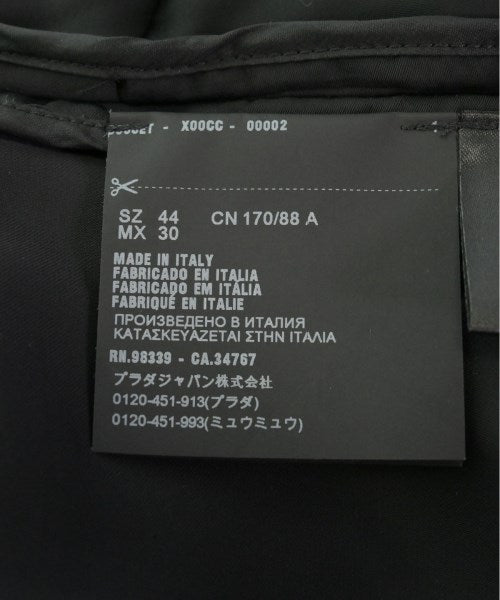 - X00CC - 00002
SZ 44 CN 170/88 A
MX 30
MADE IN ITALY
FABRICADO EN ITALIA
FABRICADO EM ITÁLIA
FABRIQUÉ EN ITALIE
ПРОИЗВЕДЕНО В ИТАЛИЯ
ΚΑΤΑΣΚΕΥΑΖΕΤΑΙ ΣΤΗΝ ΙΤΑΛΙΑ
RN.98339 - CA.34767
プラダジャパン株式会社
0120-451-913(プラダ)
0120-451-993(ミュウミュウ)